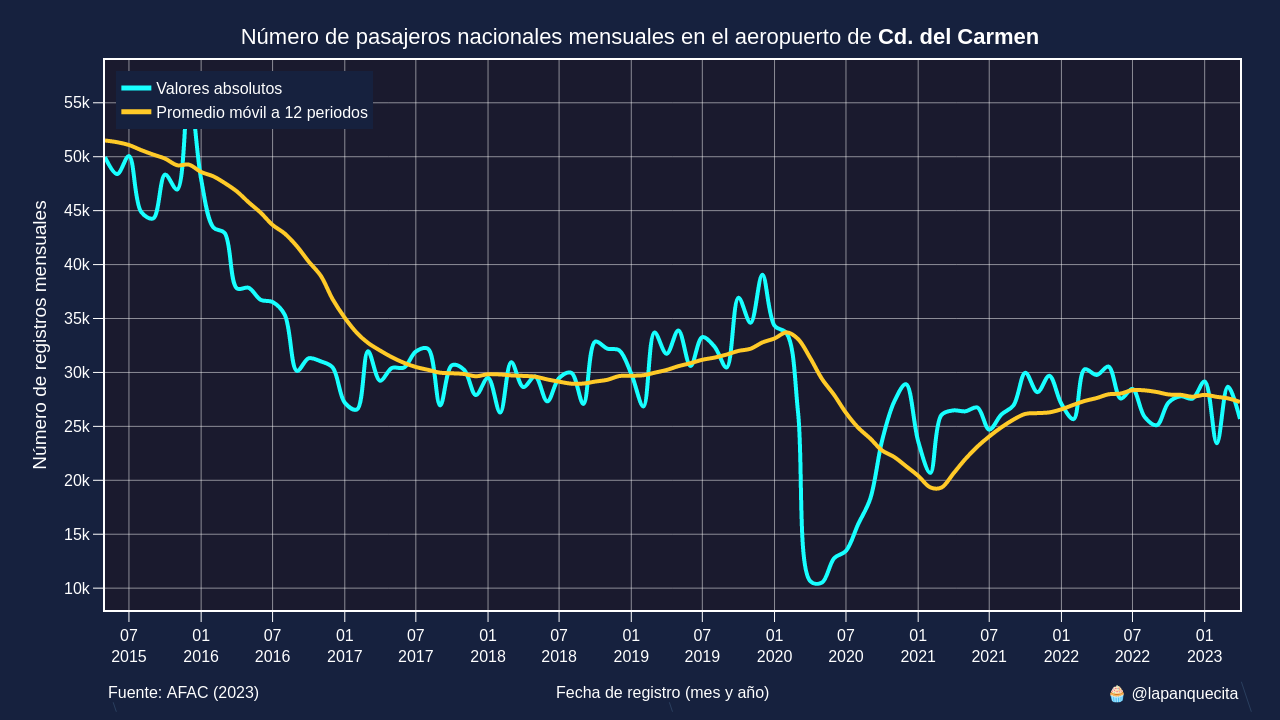 Número de pasajeros nacionales mensuales en el aeropuerto de Cd. del Carmen
Valores absolutos
Promedio móvil a 12 periodos
Número de registros mensuales
55k
50k
45k
40k
35k
30k
25k
20k
15k
10k
07 01 07 01 07 01 07 01 07 01 07 01 07 01 07 01
2015 2016 2016 2017 2017 2018 2018 2019 2019 2020 2020 2021 2021 2022 2022 2023
Fuente: AFAC (2023)
Fecha de registro (mes y año)
🧁 @lapanquecita